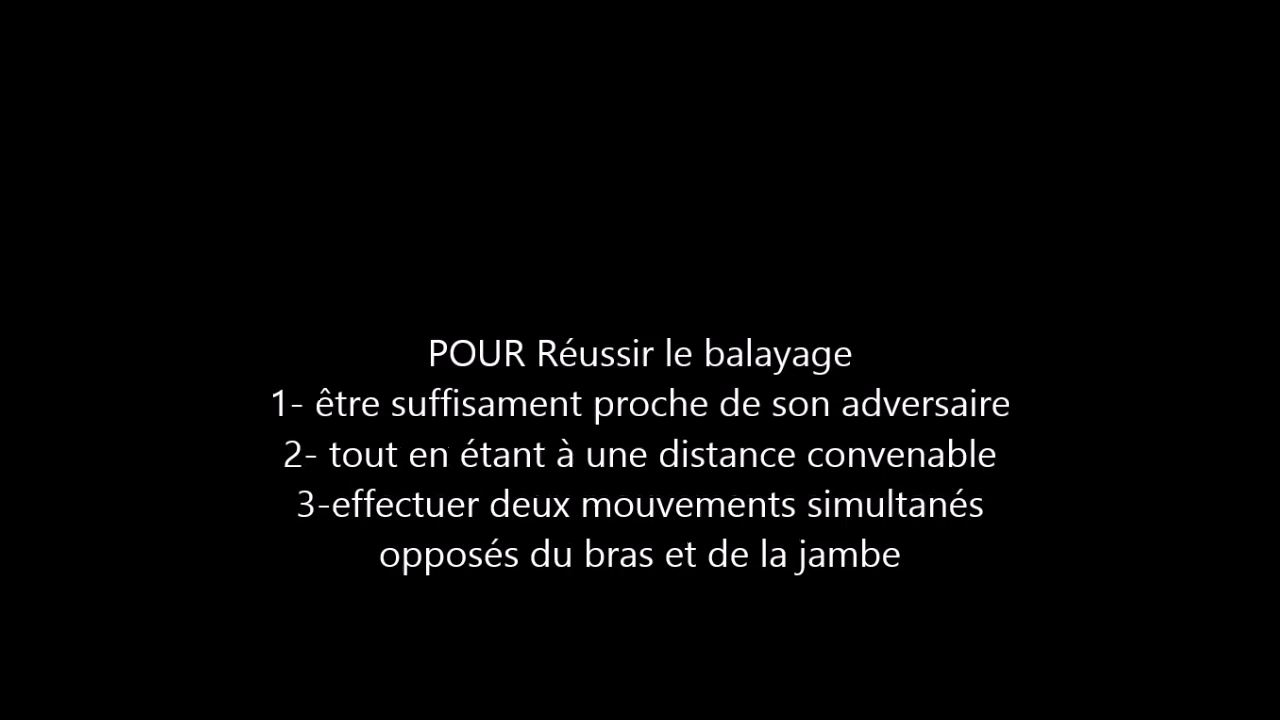 POUR Réussir le balayage
1- être suffisament proche de son adversaire
2- tout en étant à une distance convenable
3-effectuer deux mouvements simultanés
opposés du bras et de la jambe